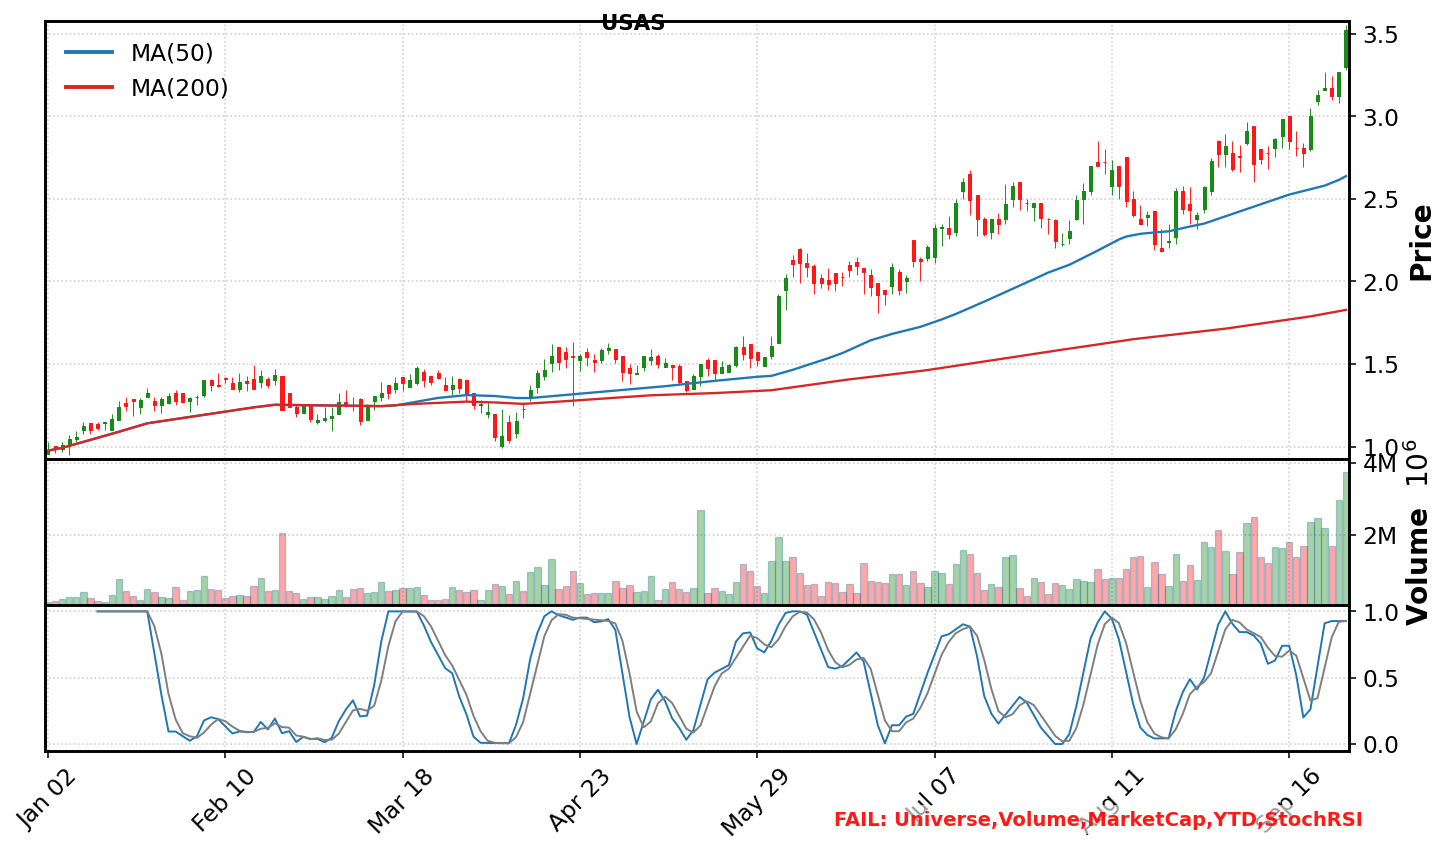 USAS
MA(50)
MA(200)
3.5
3.0
2.5
2.0
1.5
1.0
Price
4M
2M
Volume 10^6
1.0
0.5
0.0
Jan 02
Feb 10
Mar 18
Apr 23
May 29
Jul 07
Aug 11
Sep 16
FAIL: Universe,Volume,MarketCap,YTD,StochRSI